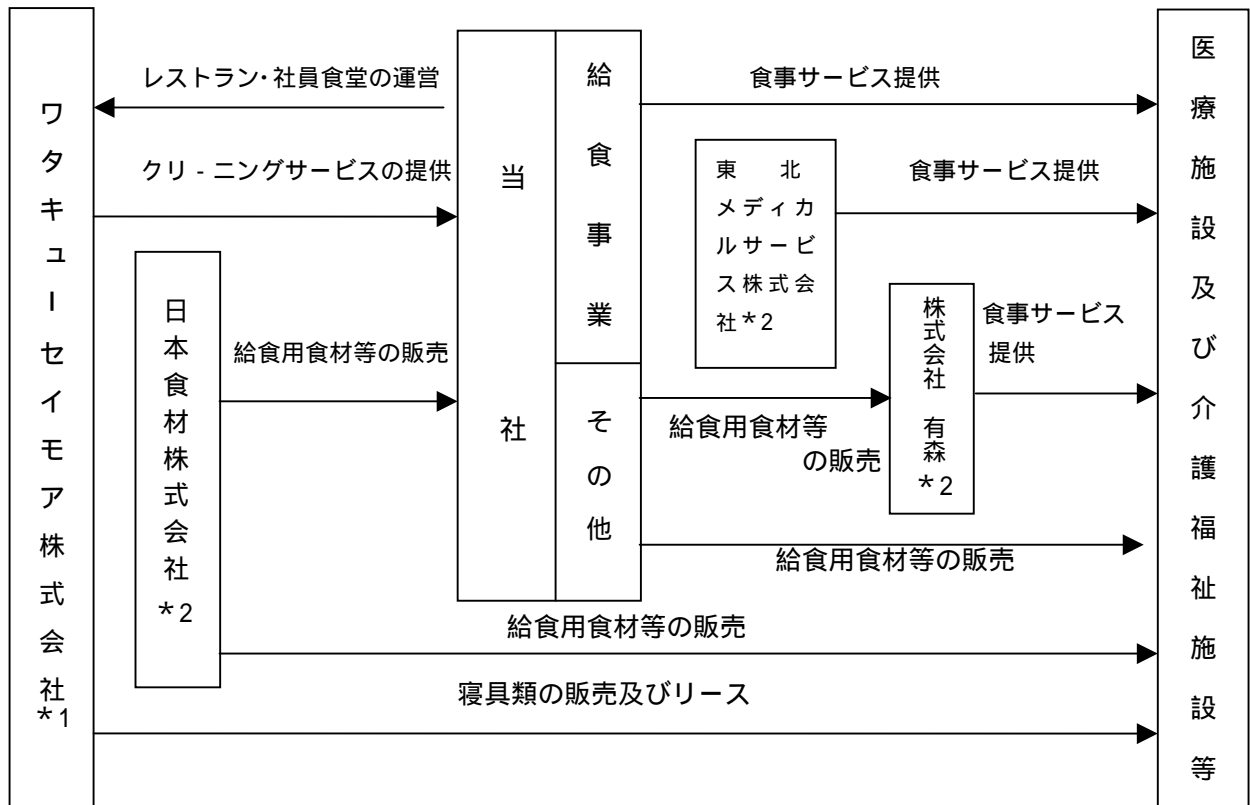 ワタキューセイモア株式会社*1
レストラン・社員食堂の運営
クリ-ニングサービスの提供
日本食材株式会社*2
給食用食材等の販売
当社
給食事業
その他
食事サービス提供
東北
メディカ
ルサービ
ス株式会
社*2
食事サービス提供
株式会社 有森*2
食事サービス
提供
給食用食材等
の販売
給食用食材等の販売
給食用食材等の販売
寝具類の販売及びリース
医療施設及び介護福祉施設等